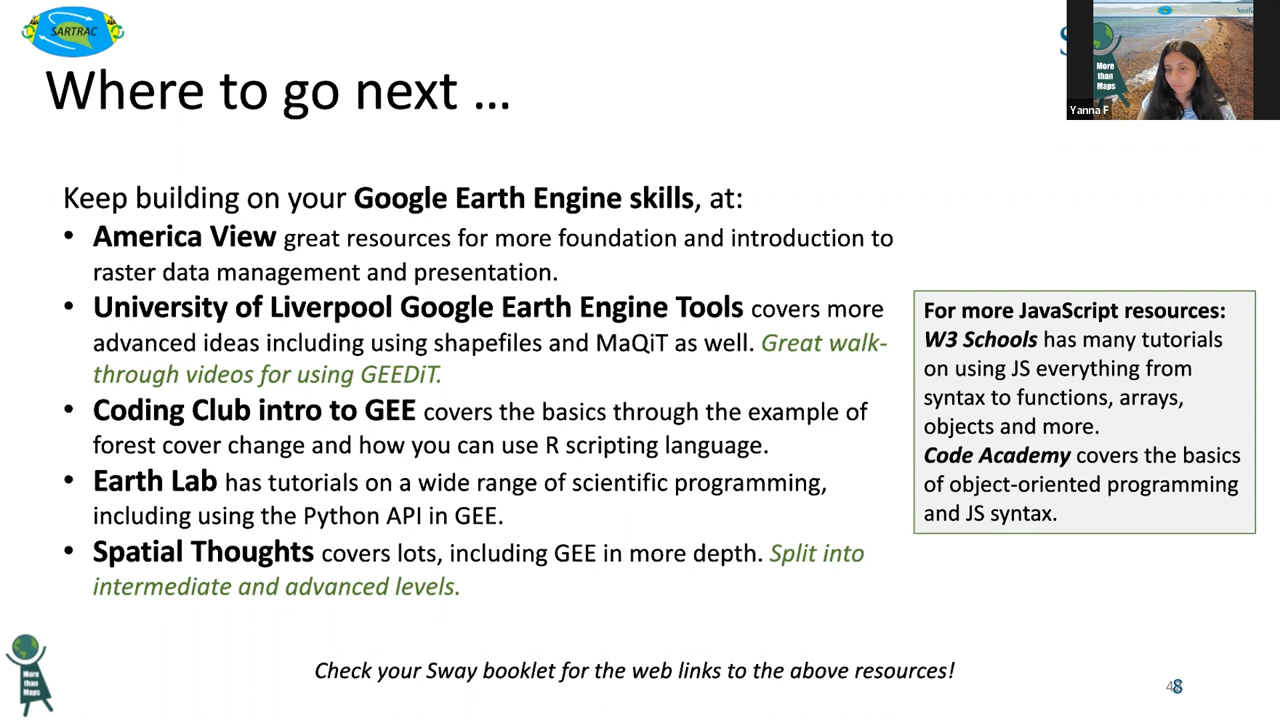 SARTRAC
Where to go next …
More
than
Maps
Yanna F
Keep building on your Google Earth Engine skills, at:
• America View great resources for more foundation and introduction to
raster data management and presentation.
• University of Liverpool Google Earth Engine Tools covers more
advanced ideas including using shapefiles and MaQiT as well. Great walk-
through videos for using GEEDiT.
• Coding Club intro to GEE covers the basics through the example of
forest cover change and how you can use R scripting language.
• Earth Lab has tutorials on a wide range of scientific programming,
including using the Python API in GEE.
• Spatial Thoughts covers lots, including GEE in more depth. Split into
intermediate and advanced levels.
For more JavaScript resources:
W3 Schools has many tutorials
on using JS everything from
syntax to functions, arrays,
objects and more.
Code Academy covers the basics
of object-oriented programming
and JS syntax.
More
than
Maps
Check your Sway booklet for the web links to the above resources!